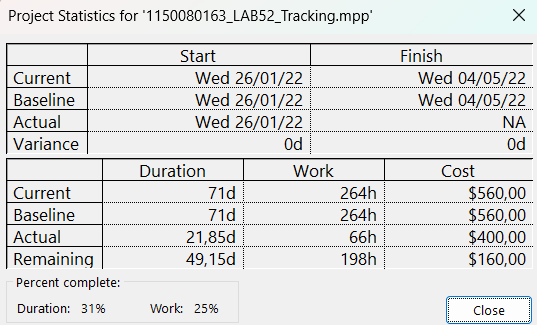 Project Statistics for '1150080163_LAB52_Tracking.mpp'
Start Finish
Current Wed 26/01/22 Wed 04/05/22
Baseline Wed 26/01/22 Wed 04/05/22
Actual Wed 26/01/22 NA
Variance 0d 0d
Duration Work Cost
Current 71d 264h $560,00
Baseline 71d 264h $560,00
Actual 21,85d 66h $400,00
Remaining 49,15d 198h $160,00
Percent complete:
Duration: 31% Work: 25% Close